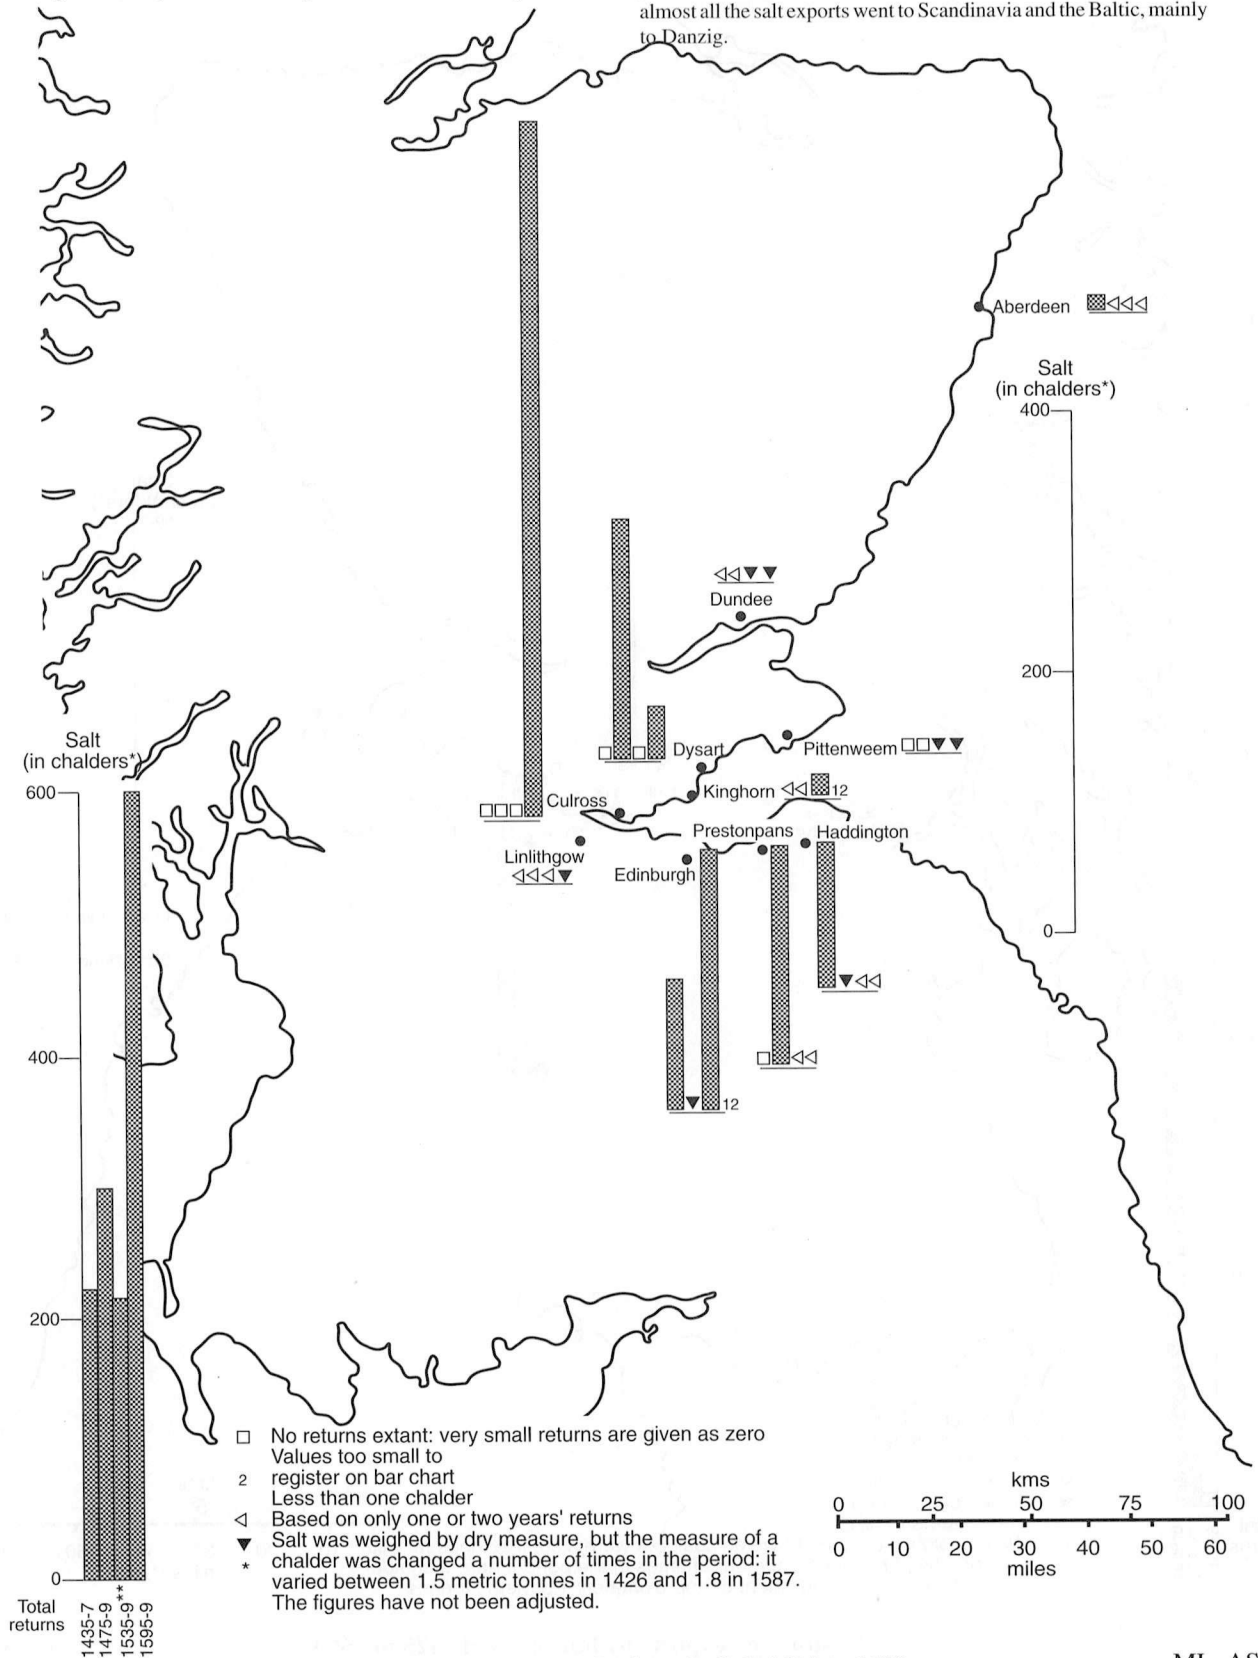 almost all the salt exports went to Scandinavia and the Baltic, mainly
to Danzig.
Aberdeen
Salt
(in chalders*)
400
200
0
Dundee
Dysart
Pittenweem
Kinghorn
12
Culross
Prestonpans
Haddington
Linlithgow
Edinburgh
12
Salt
(in chalders*)
600
400
200
0
Total
returns
1435-7
1475-9
1535-9**
1595-9
□ No returns extant: very small returns are given as zero
Values too small to
2 register on bar chart
Less than one chalder
◁ Based on only one or two years' returns
▼ Salt was weighed by dry measure, but the measure of a
* chalder was changed a number of times in the period: it
varied between 1.5 metric tonnes in 1426 and 1.8 in 1587.
The figures have not been adjusted.
kms
0 25 50 75 100
0 10 20 30 40 50 60
miles